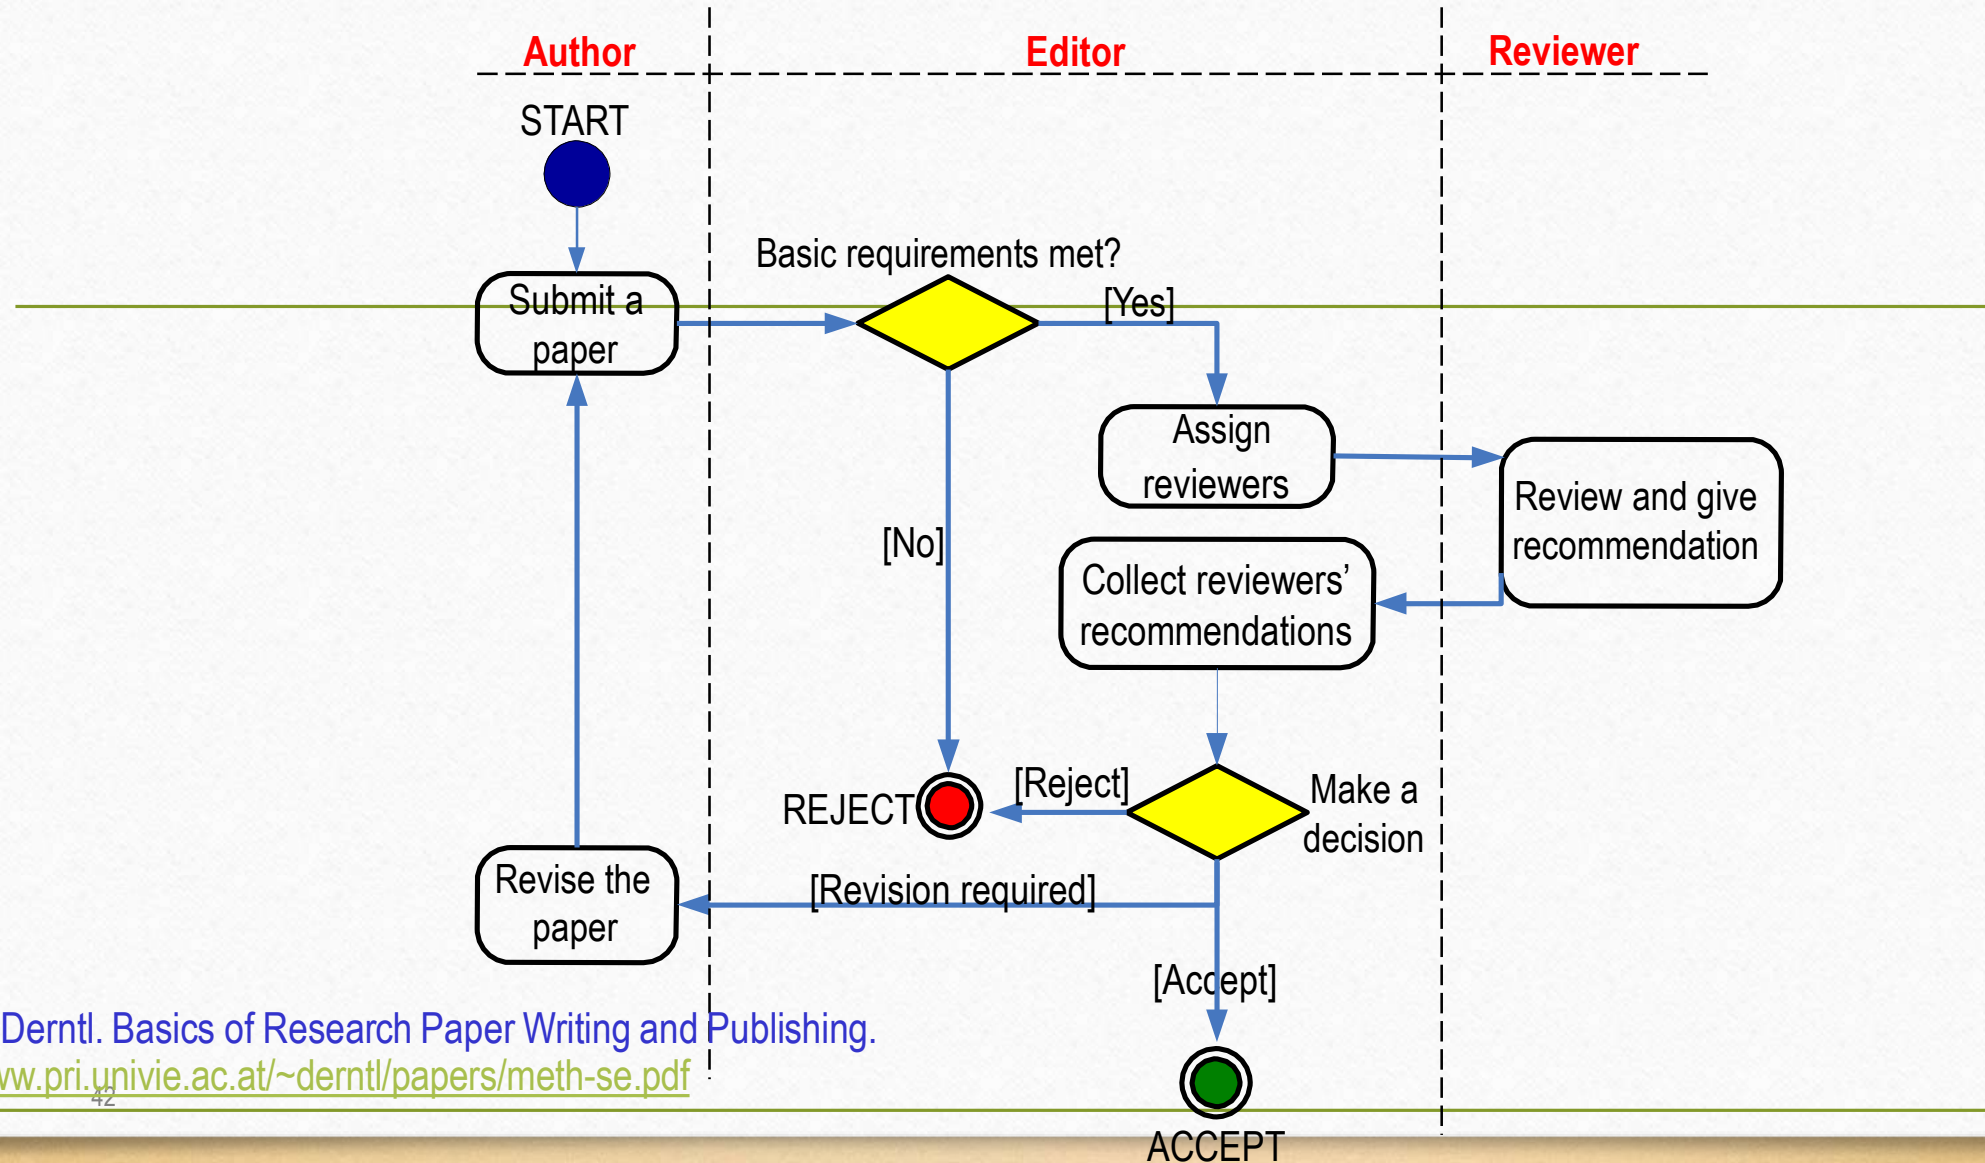 Author
Editor
Reviewer
START
Basic requirements met?
[Yes]
Submit a
paper
Assign
reviewers
Review and give
recommendation
[No]
Collect reviewers’
recommendations
[Reject]
REJECT
Make a
decision
Revise the
paper
[Revision required]
[Accept]
Derntl. Basics of Research Paper Writing and Publishing.
ww.pri.univie.ac.at/~derntl/papers/meth-se.pdf
42
ACCEPT